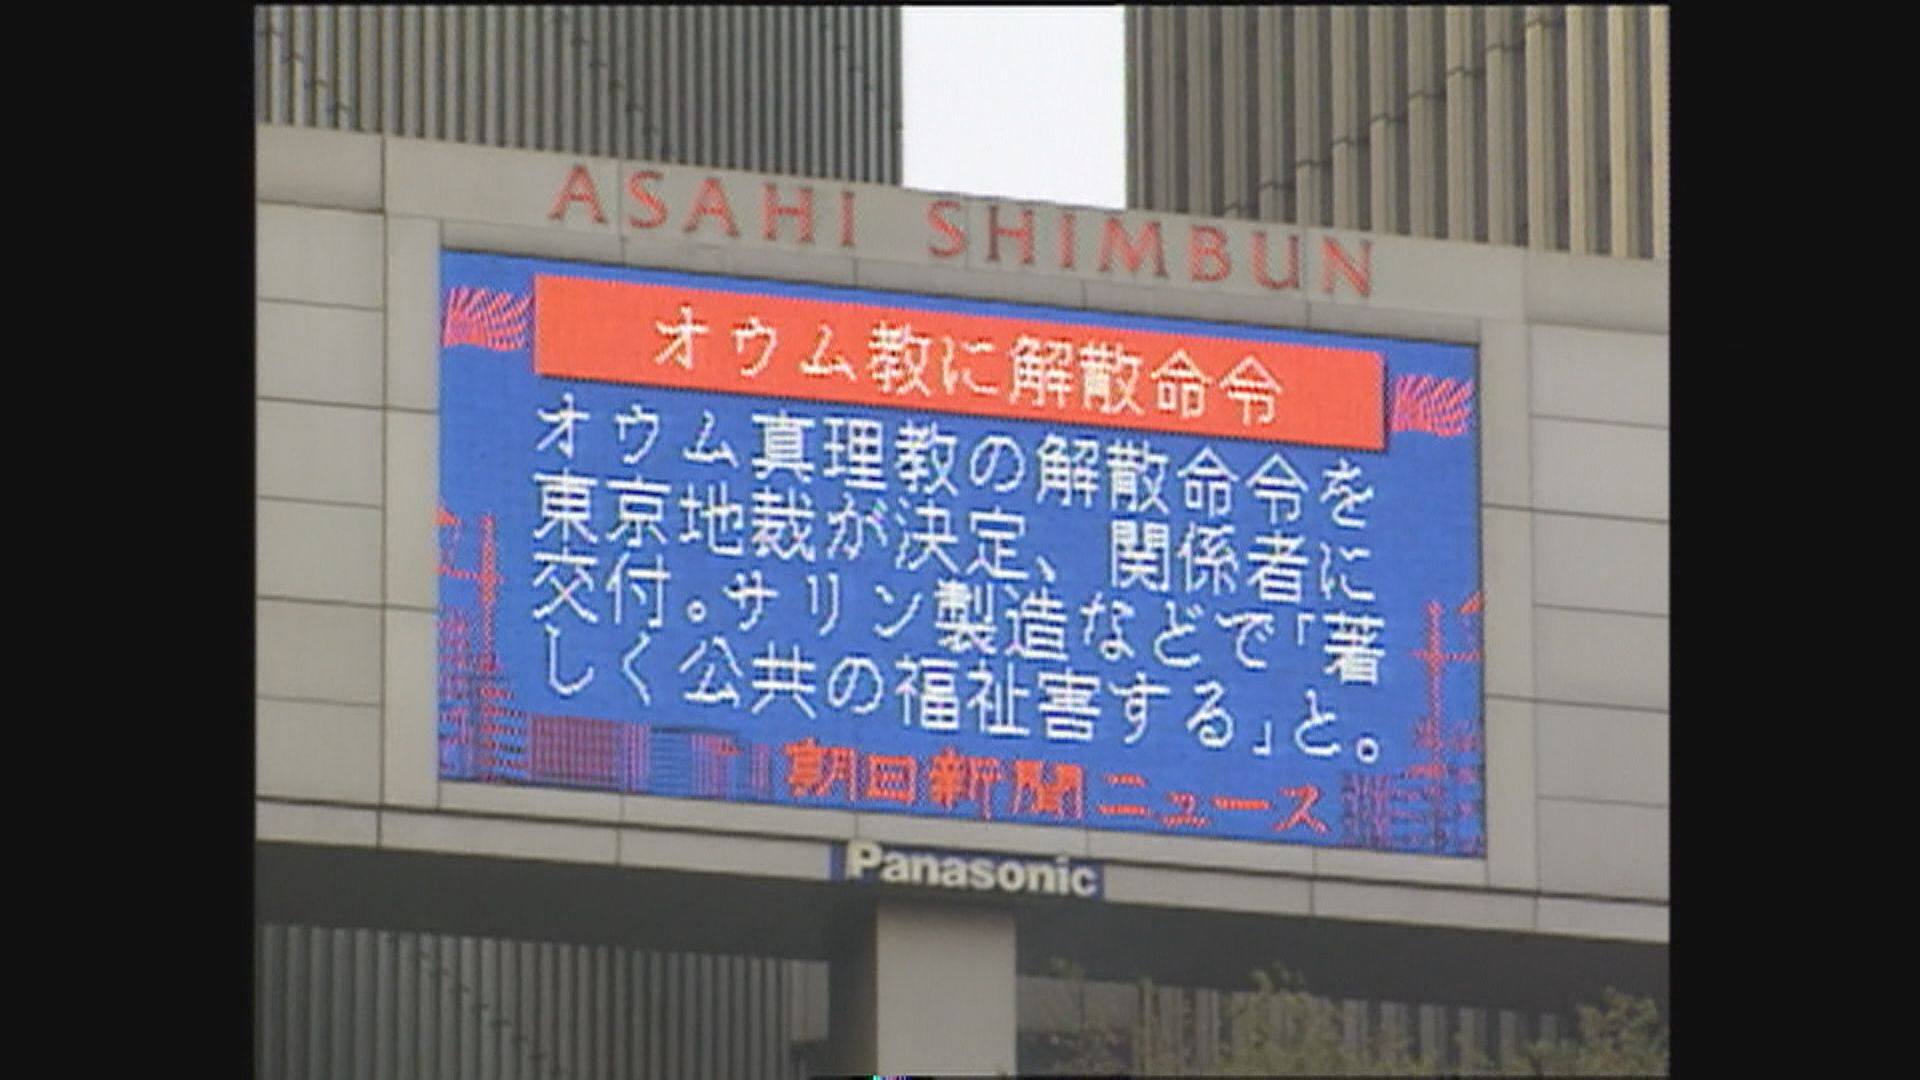 ASAHI SHIMBUN
オウム教に解散命令
オウム真理教の解散命令を
東京地裁が決定、関係者に
交付。サリン製造などで「著
しく公共の福祉害する」と。
朝日新聞ニュース
Panasonic